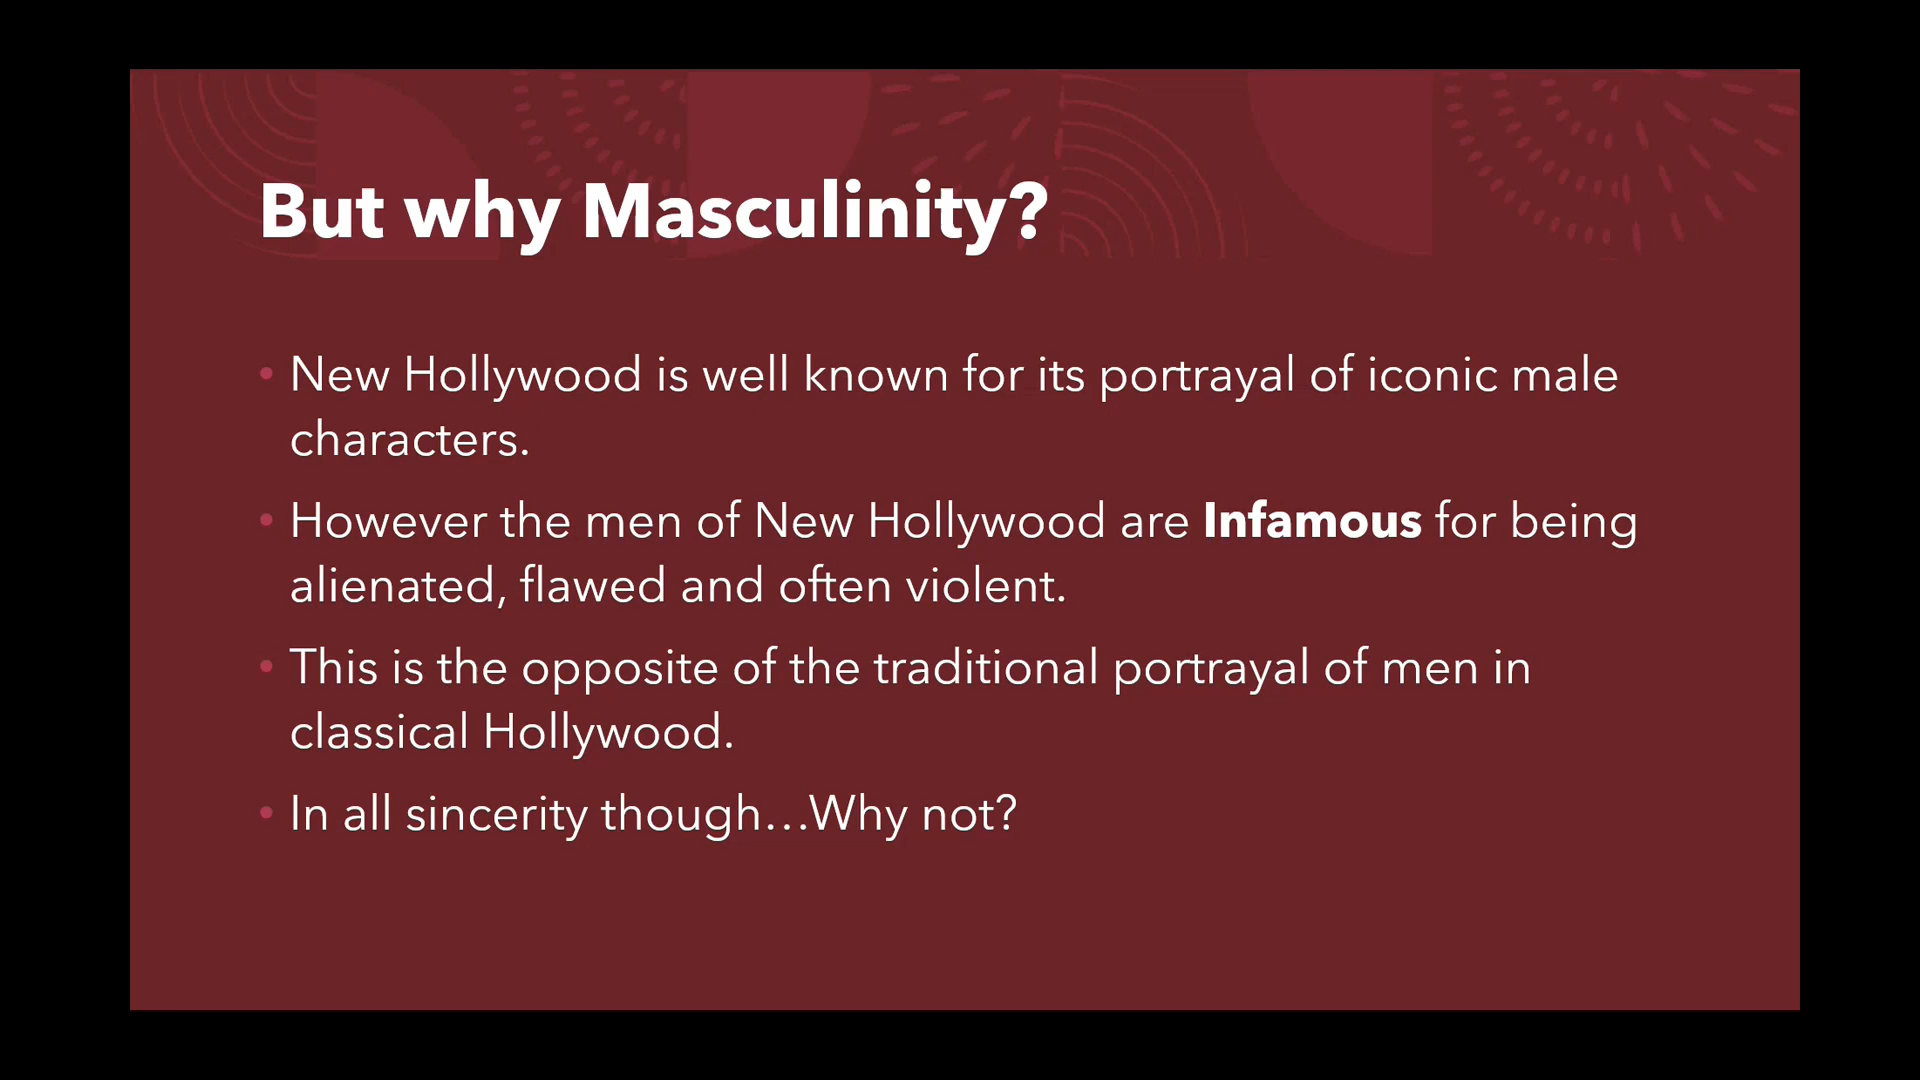 But why Masculinity?
• New Hollywood is well known for its portrayal of iconic male
characters.
• However the men of New Hollywood are Infamous for being
alienated, flawed and often violent.
• This is the opposite of the traditional portrayal of men in
classical Hollywood.
• In all sincerity though…Why not?